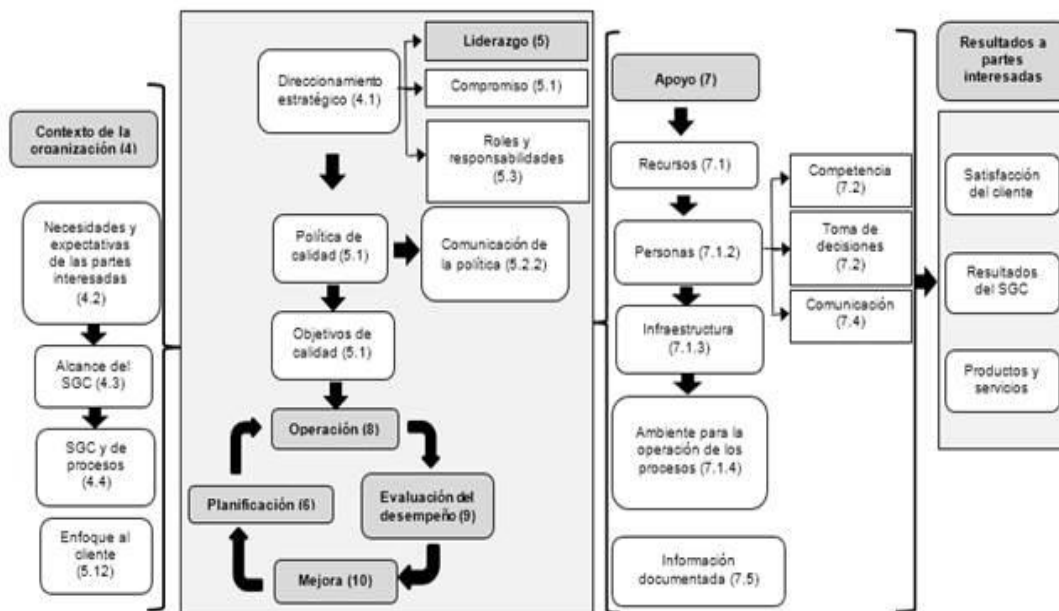 Contexto de la
organización (4)
Necesidades y
expectativas
de las partes
interesadas
(4.2)
Alcance del
SGC (4.3)
SGC y de
procesos
(4.4)
Enfoque al
cliente
(5.12)
Direccionamiento
estratégico (4.1)
Liderazgo (5)
Compromiso (5.1)
Roles y
responsabilidades
(5.3)
Política de
calidad (5.1)
Comunicación de
la política (5.2.2)
Objetivos de
calidad (5.1)
Operación (8)
Planificación (6)
Evaluación del
desempeño (9)
Mejora (10)
Apoyo (7)
Recursos (7.1)
Personas (7.1.2)
Competencia
(7.2)
Toma de
decisiones
(7.2)
Comunicación
(7.4)
Infraestructura
(7.1.3)
Ambiente para la
operación de los
procesos (7.1.4)
Información
documentada (7.5)
Resultados a
partes
interesadas
Satisfacción
del cliente
Resultados
del SGC
Productos y
servicios